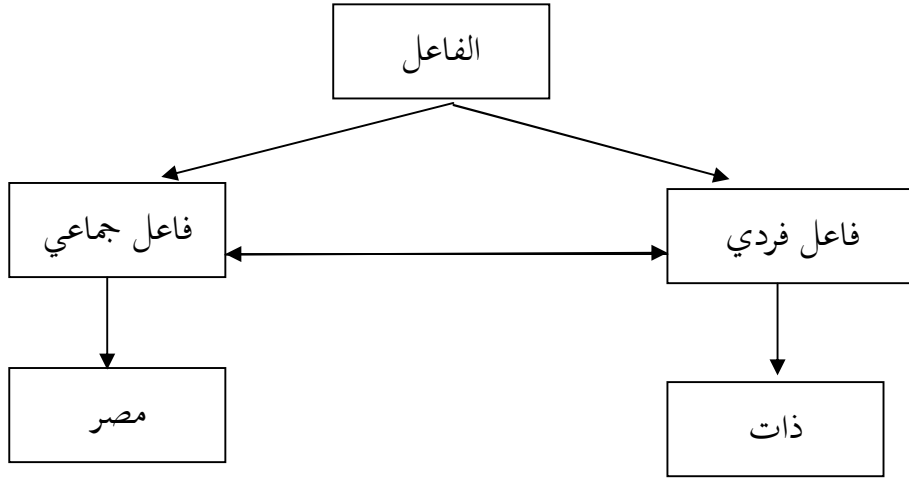 الفاعل
فاعل فردي
فاعل جماعي
ذات
مصر